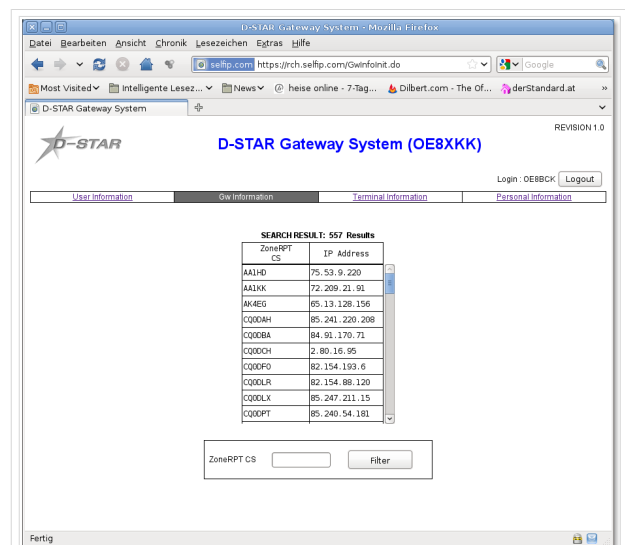 D-STAR Gateway System - Mozilla Firefox
Datei Bearbeiten Ansicht Chronik Lesezeichen Extras Hilfe
selfip.com https://rch.selfip.com/GwInfoInit.do Google
Most Visited Intelligente Lesez... News heise online - 7-Tag... Dilbert.com - The Of... derStandard.at »
D-STAR Gateway System
REVISION 1.0
D-STAR
D-STAR Gateway System (OE8XKK)
Login : OE8BCK Logout
User Information Gw Information Terminal Information Personal Information
SEARCH RESULT: 557 Results
ZoneRPT CS IP Address
AA1HD 75.53.9.220
AA1KK 72.209.21.91
AK4EG 65.13.128.156
CQ0DAH 85.241.220.208
CQ0DBA 84.91.170.71
CQ0DCH 2.80.16.95
CQ0DFO 82.154.193.6
CQ0DLR 82.154.88.120
CQ0DLX 85.247.211.15
CQ0DPT 85.240.54.181
ZoneRPT CS Filter
Fertig